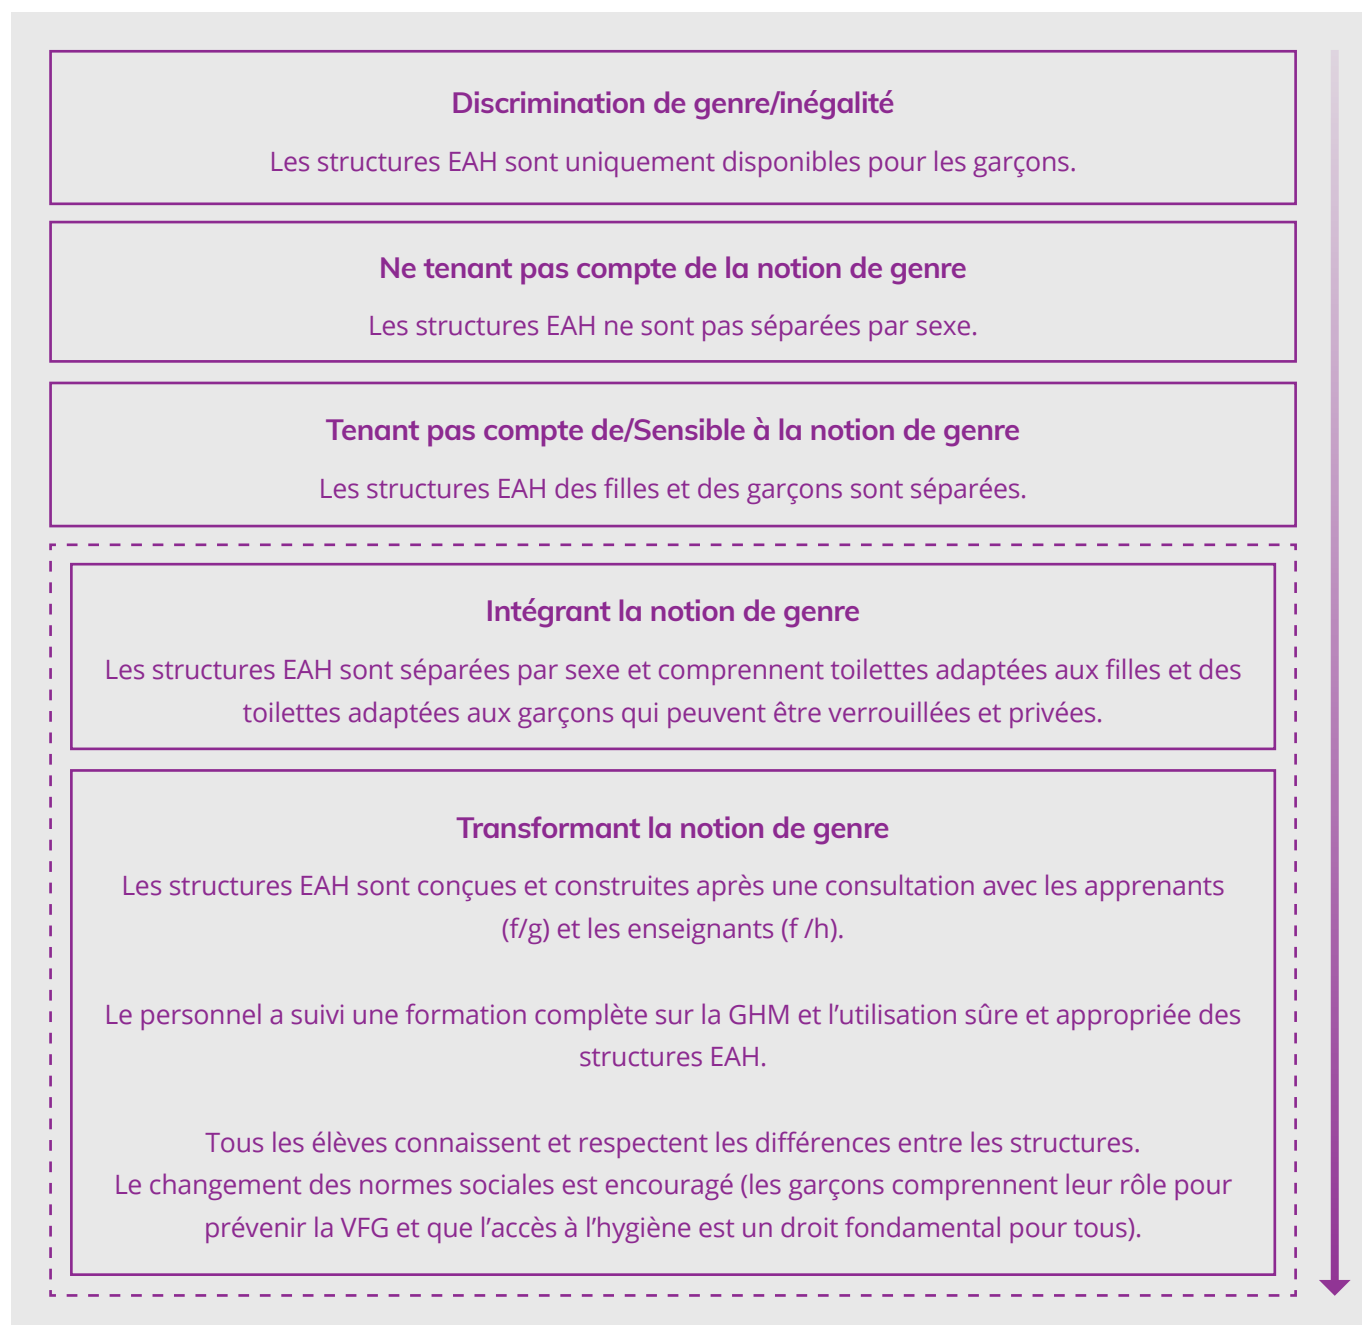 Discrimination de genre/inégalité
Les structures EAH sont uniquement disponibles pour les garçons.
Ne tenant pas compte de la notion de genre
Les structures EAH ne sont pas séparées par sexe.
Tenant pas compte de/Sensible à la notion de genre
Les structures EAH des filles et des garçons sont séparées.
Intégrant la notion de genre
Les structures EAH sont séparées par sexe et comprennent toilettes adaptées aux filles et des
toilettes adaptées aux garçons qui peuvent être verrouillées et privées.
Transformant la notion de genre
Les structures EAH sont conçues et construites après une consultation avec les apprenants
(f/g) et les enseignants (f /h).
Le personnel a suivi une formation complète sur la GHM et l’utilisation sûre et appropriée des
structures EAH.
Tous les élèves connaissent et respectent les différences entre les structures.
Le changement des normes sociales est encouragé (les garçons comprennent leur rôle pour
prévenir la VFG et que l’accès à l’hygiène est un droit fondamental pour tous).